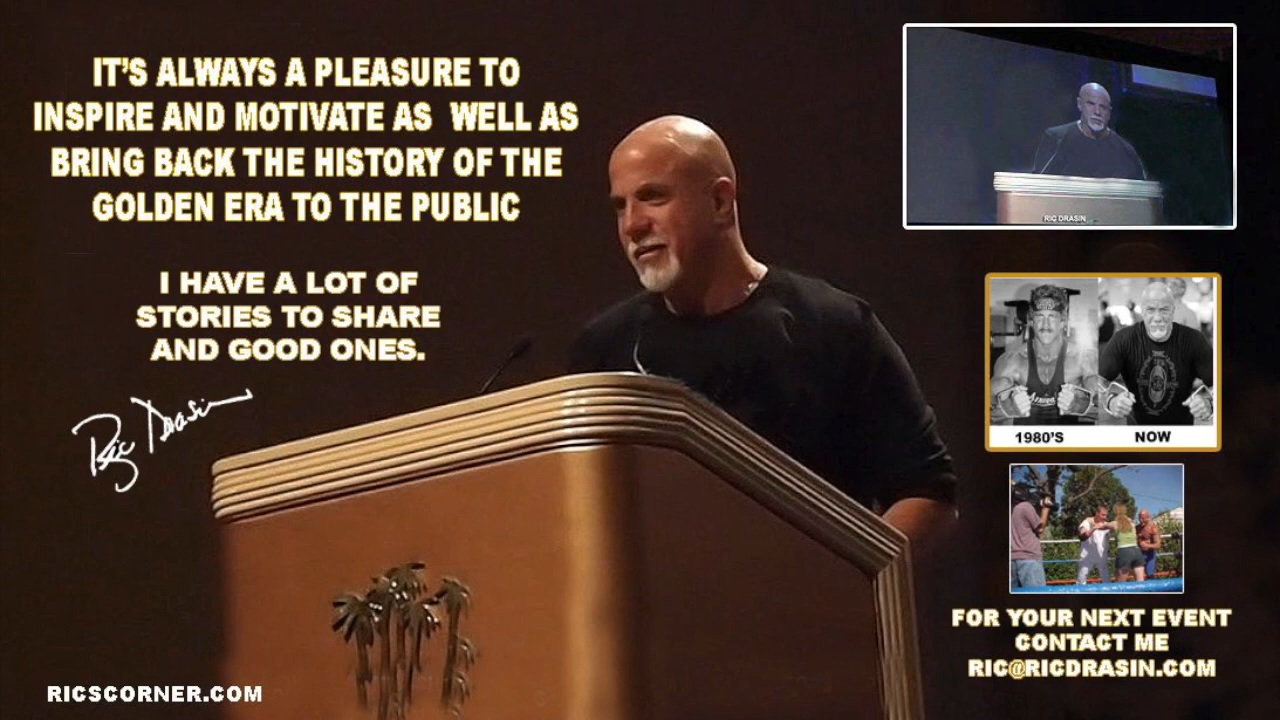 IT'S ALWAYS A PLEASURE TO
INSPIRE AND MOTIVATE AS WELL AS
BRING BACK THE HISTORY OF THE
GOLDEN ERA TO THE PUBLIC
I HAVE A LOT OF
STORIES TO SHARE
AND GOOD ONES.
Ric Drasin
RICSCORNER.COM
RIC DRASIN
1980'S NOW
FOR YOUR NEXT EVENT
CONTACT ME
RIC@RICDRASIN.COM